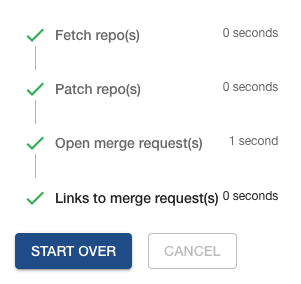 Fetch repo(s) 0 seconds
Patch repo(s) 0 seconds
Open merge request(s) 1 second
Links to merge request(s) 0 seconds
START OVER CANCEL